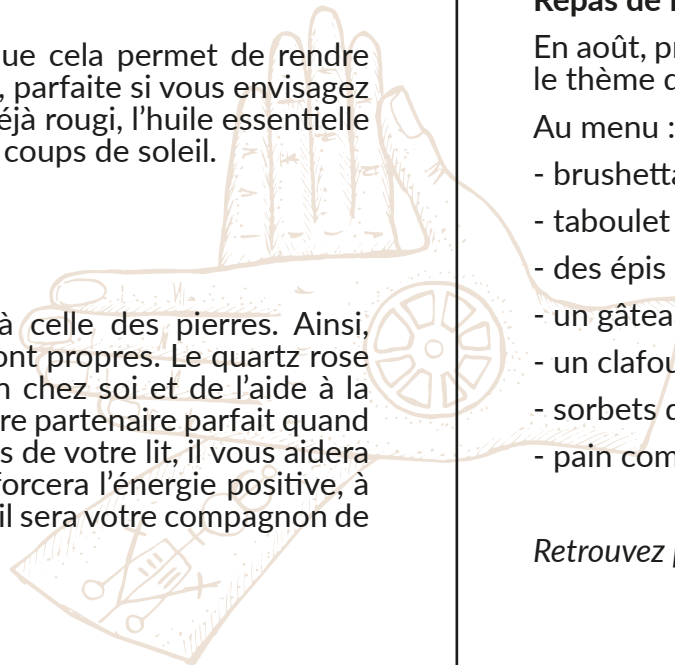 ue cela permet de rendre
, parfaite si vous envisagez
éjà rougi, l'huile essentielle
coups de soleil.
à celle des pierres. Ainsi,
ont propres. Le quartz rose
n chez soi et de l'aide à la
re partenaire parfait quand
s de votre lit, il vous aidera
forcera l'énergie positive, à
il sera votre compagnon de
Repas de
En août, pr
le thème d
Au menu :
- brushetta
- taboulet
- des épis
- un gâtea
- un clafou
- sorbets d
- pain com
Retrouvez